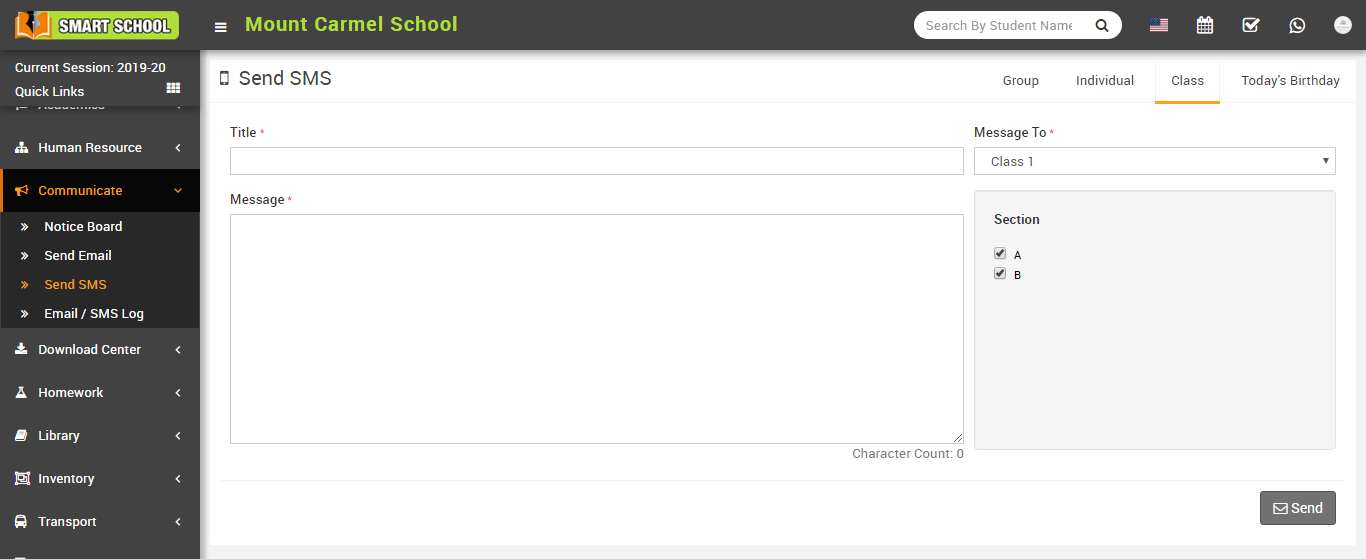 SMART SCHOOL
Mount Carmel School
Search By Student Name
Current Session: 2019-20
Quick Links
Academics
Human Resource
Communicate
Notice Board
Send Email
Send SMS
Email / SMS Log
Download Center
Homework
Library
Inventory
Transport
Send SMS
Group Individual Class Today's Birthday
Title *
Message To *
Class 1
Message *
Section
A
B
Character Count: 0
Send